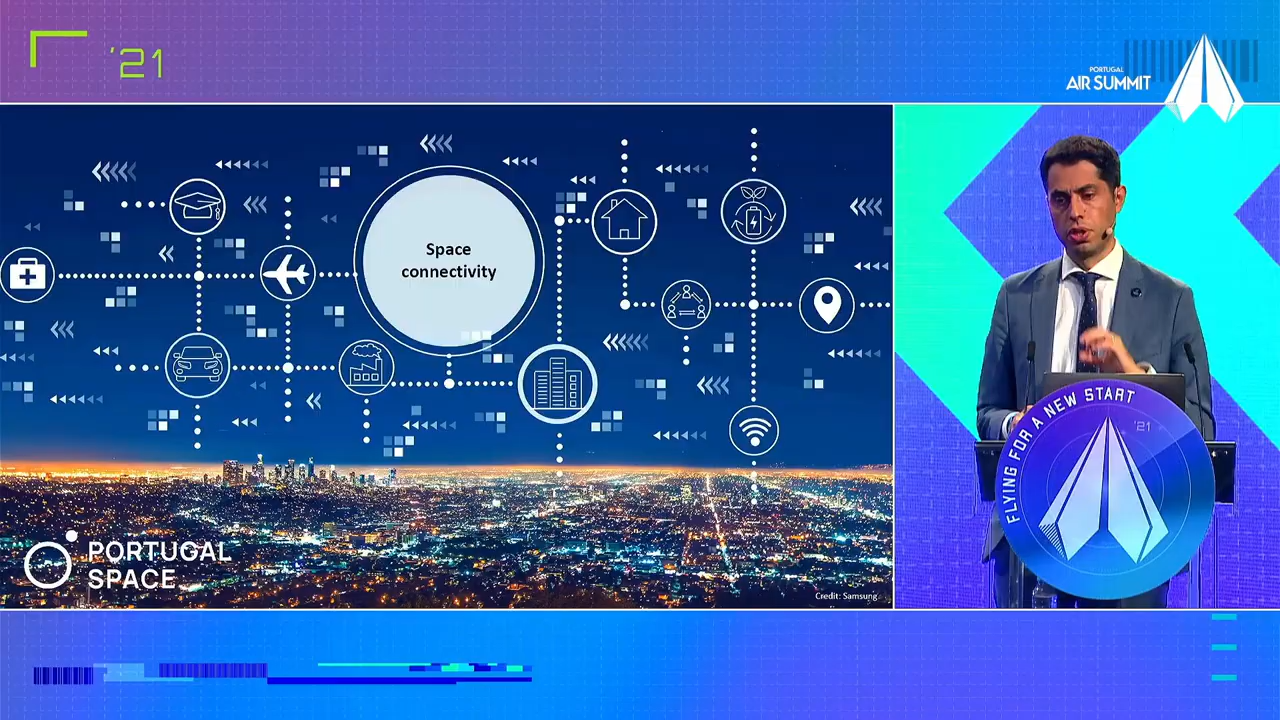 '21
PORTUGAL
AIR SUMMIT
Space
connectivity
PORTUGAL
SPACE
Credit: Samsung
FLYING FOR A NEW START
'21